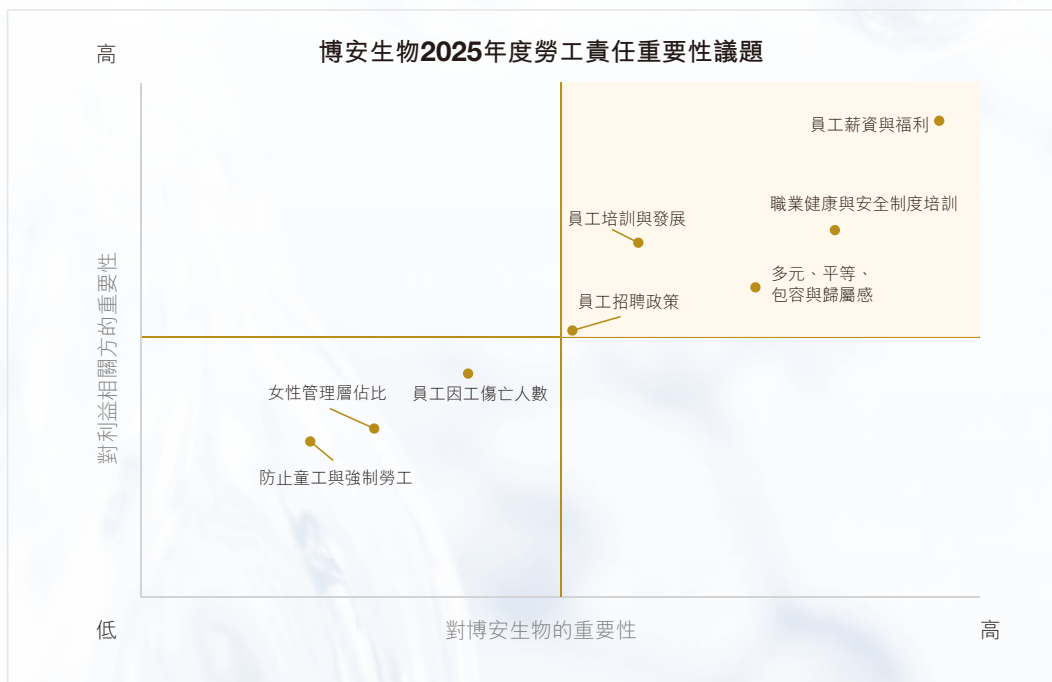 博安生物2025年度勞工責任重要性議題
高
員工薪資與福利
職業健康與安全制度培訓
員工培訓與發展
多元、平等、
包容與歸屬感
員工招聘政策
對利益相關方的重要性
女性管理層佔比
員工因工傷亡人數
防止童工與強制勞工
低
對博安生物的重要性
高